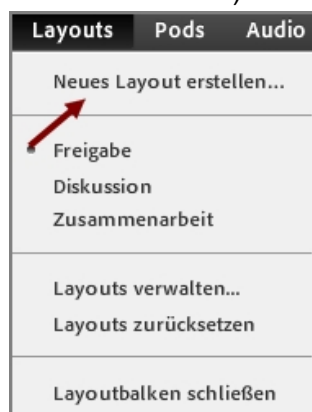 Layouts Pods Audio
Neues Layout erstellen...
Freigabe
Diskussion
Zusammenarbeit
Layouts verwalten...
Layouts zurücksetzen
Layoutbalken schließen